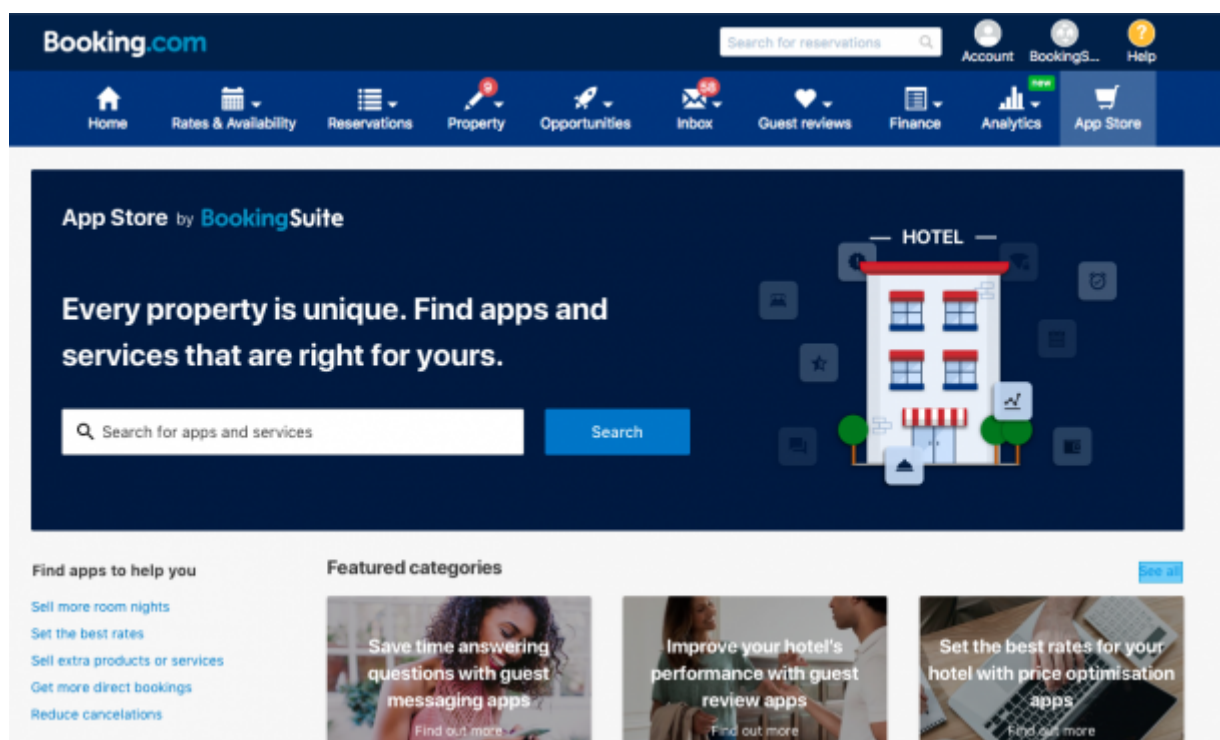 Booking.com
Search for reservations
Account
BookingS...
Help
Home
Rates & Availability
Reservations
9
Property
Opportunities
58
Inbox
Guest reviews
Finance
new
Analytics
App Store
App Store by BookingSuite
Every property is unique. Find apps and
services that are right for yours.
Search for apps and services
Search
— HOTEL —
Find apps to help you
Sell more room nights
Set the best rates
Sell extra products or services
Get more direct bookings
Reduce cancelations
Featured categories
See all
Save time answering
questions with guest
messaging apps
Find out more
Improve your hotel's
performance with guest
review apps
Find out more
Set the best rates for your
hotel with price optimisation
apps
Find out more